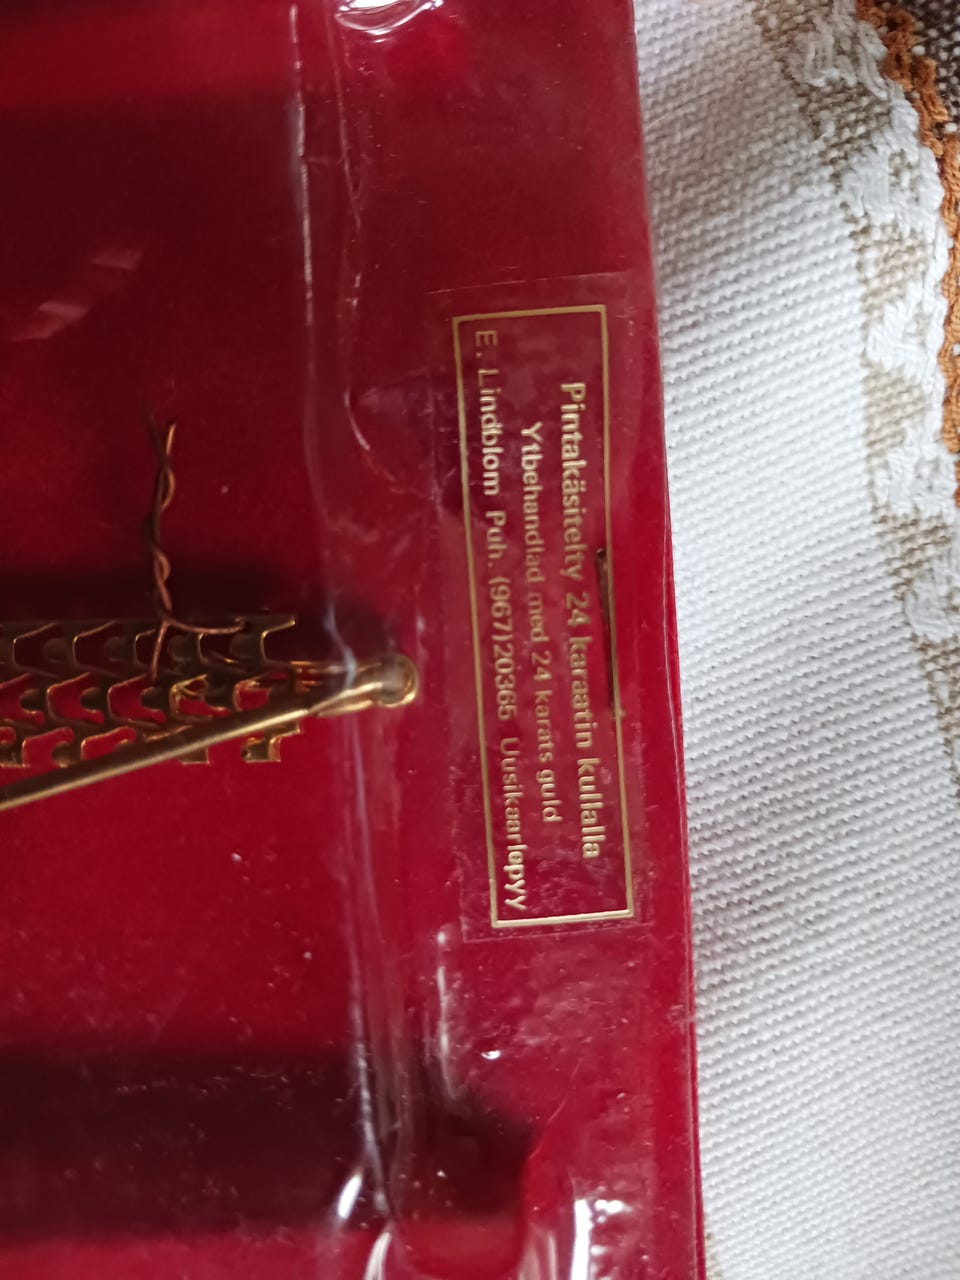 Pintakäsitelty 24 karaatin kullalla
Ytbehandlad med 24 karats guld
E. Lindblom Puh. (967)20365 Uusikaarlepyy